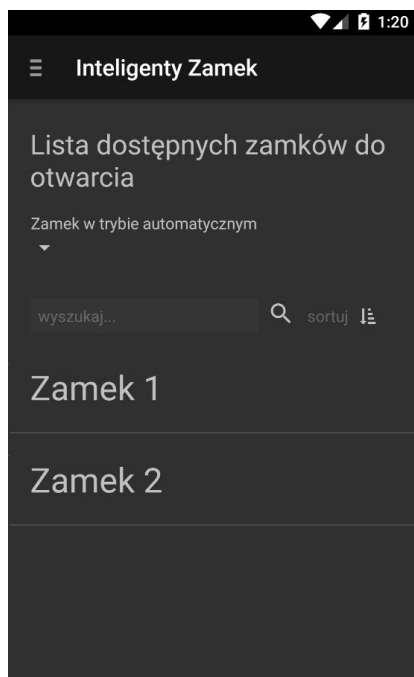 1:20
Inteligenty Zamek
Lista dostępnych zamków do
otwarcia
Zamek w trybie automatycznym
wyszukaj...
sortuj
Zamek 1
Zamek 2